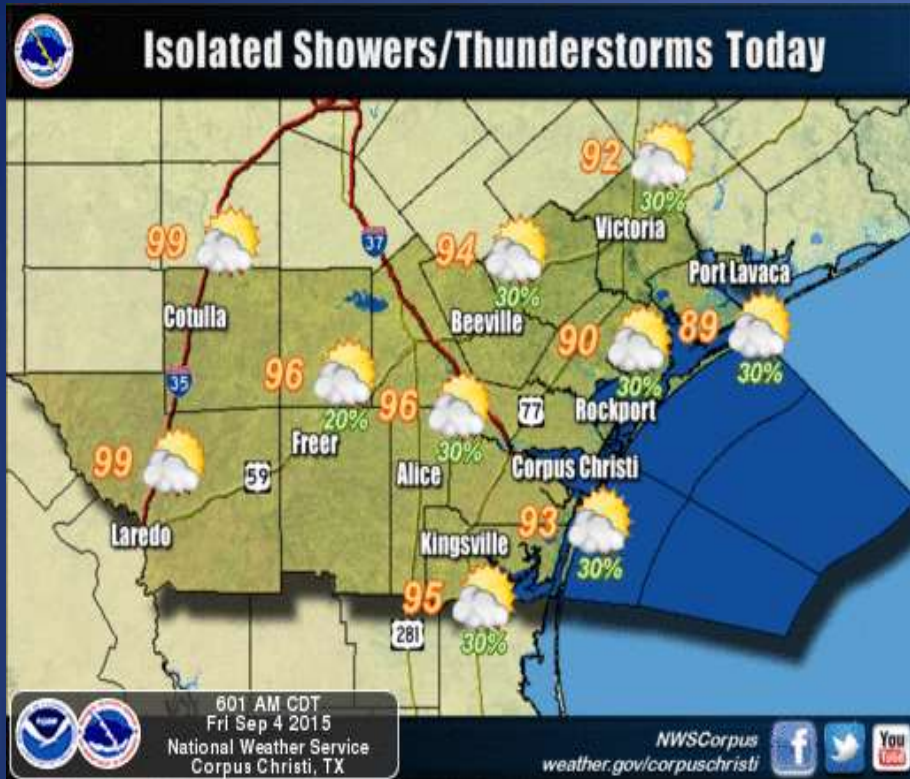 Isolated Showers/Thunderstorms Today
92
30%
Victoria
99
Cotulla
37
94
30%
Beeville
Port Lavaca
89
30%
90
30%
Rockport
35
96
20%
Freer
96
30%
Alice
77
Corpus Christi
99
59
Laredo
93
30%
Kingsville
95
30%
281
601 AM CDT
Fri Sep 4 2015
National Weather Service
Corpus Christi, TX
NWSCorpus
weather.gov/corpuschristi
f
You
Tube